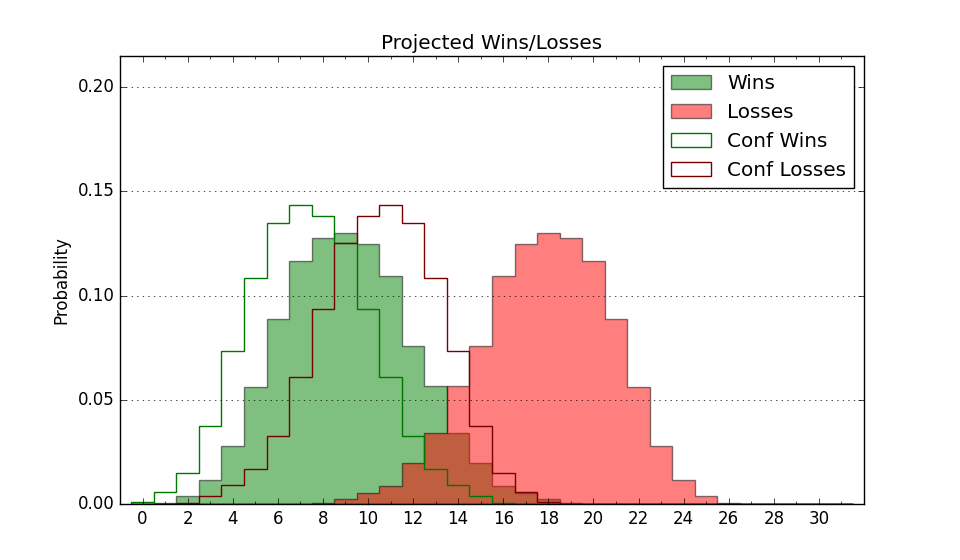 Projected Wins/Losses
Wins
Losses
Conf Wins
Conf Losses
Probability
0.20
0.15
0.10
0.05
0.00
0 2 4 6 8 10 12 14 16 18 20 22 24 26 28 30